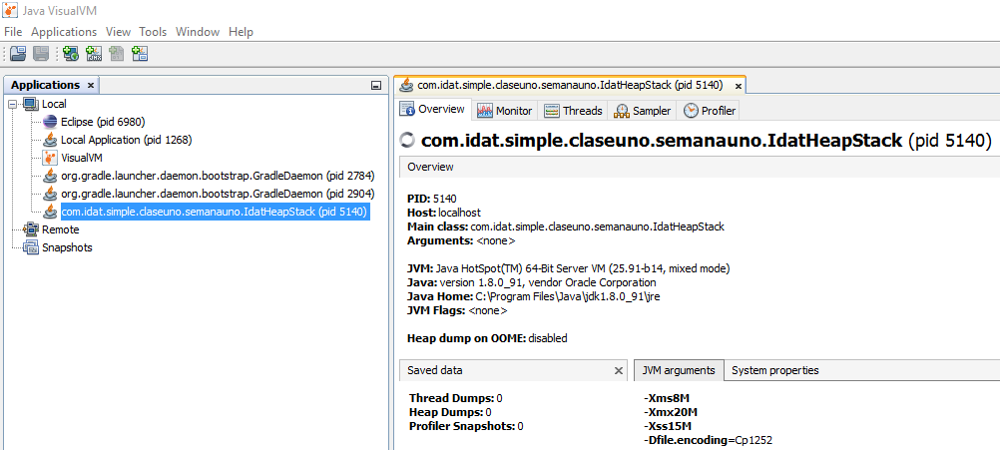 Java VisualVM
File Applications View Tools Window Help
Applications
Local
Eclipse (pid 6980)
Local Application (pid 1268)
VisualVM
org.gradle.launcher.daemon.bootstrap.GradleDaemon (pid 2784)
org.gradle.launcher.daemon.bootstrap.GradleDaemon (pid 2904)
com.idat.simple.claseuno.semanauno.IdatHeapStack (pid 5140)
Remote
Snapshots
com.idat.simple.claseuno.semanauno.IdatHeapStack (pid 5140)
Overview Monitor Threads Sampler Profiler
com.idat.simple.claseuno.semanauno.IdatHeapStack (pid 5140)
Overview
PID: 5140
Host: localhost
Main class: com.idat.simple.claseuno.semanauno.IdatHeapStack
Arguments: <none>
JVM: Java HotSpot(TM) 64-Bit Server VM (25.91-b14, mixed mode)
Java: version 1.8.0_91, vendor Oracle Corporation
Java Home: C:\Program Files\Java\jdk1.8.0_91\jre
JVM Flags: <none>
Heap dump on OOME: disabled
Saved data
Thread Dumps: 0
Heap Dumps: 0
Profiler Snapshots: 0
JVM arguments System properties
-Xms8M
-Xmx20M
-Xss15M
-Dfile.encoding=Cp1252